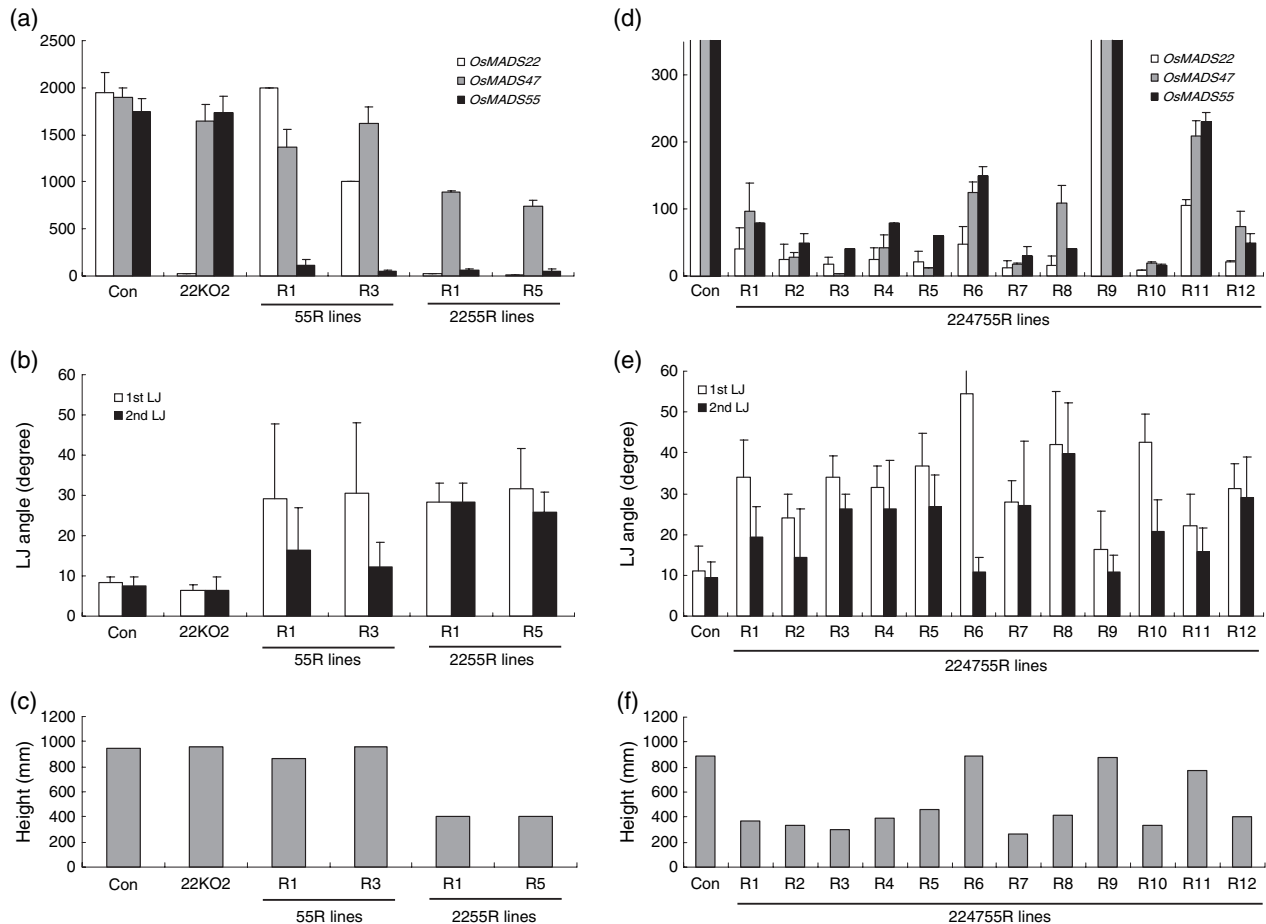 (a)
2500
2000
1500
1000
500
0
OsMADS22
OsMADS47
OsMADS55
Con 22KO2 R1 R3 R1 R5
55R lines 2255R lines
(b)
LJ angle (degree)
60
50
40
30
20
10
0
1st LJ
2nd LJ
Con 22KO2 R1 R3 R1 R5
55R lines 2255R lines
(c)
Height (mm)
1200
1000
800
600
400
200
0
Con 22KO2 R1 R3 R1 R5
55R lines 2255R lines
(d)
300
200
100
0
OsMADS22
OsMADS47
OsMADS55
Con R1 R2 R3 R4 R5 R6 R7 R8 R9 R10 R11 R12
224755R lines
(e)
LJ angle (degree)
60
50
40
30
20
10
0
1st LJ
2nd LJ
Con R1 R2 R3 R4 R5 R6 R7 R8 R9 R10 R11 R12
224755R lines
(f)
Height (mm)
1200
1000
800
600
400
200
0
Con R1 R2 R3 R4 R5 R6 R7 R8 R9 R10 R11 R12
224755R lines